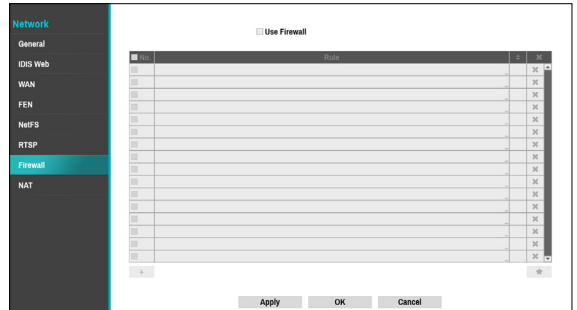 Network
General
IDIS Web
WAN
FEN
NetFS
RTSP
Firewall
NAT
Use Firewall
No. Rule
+
Apply OK Cancel